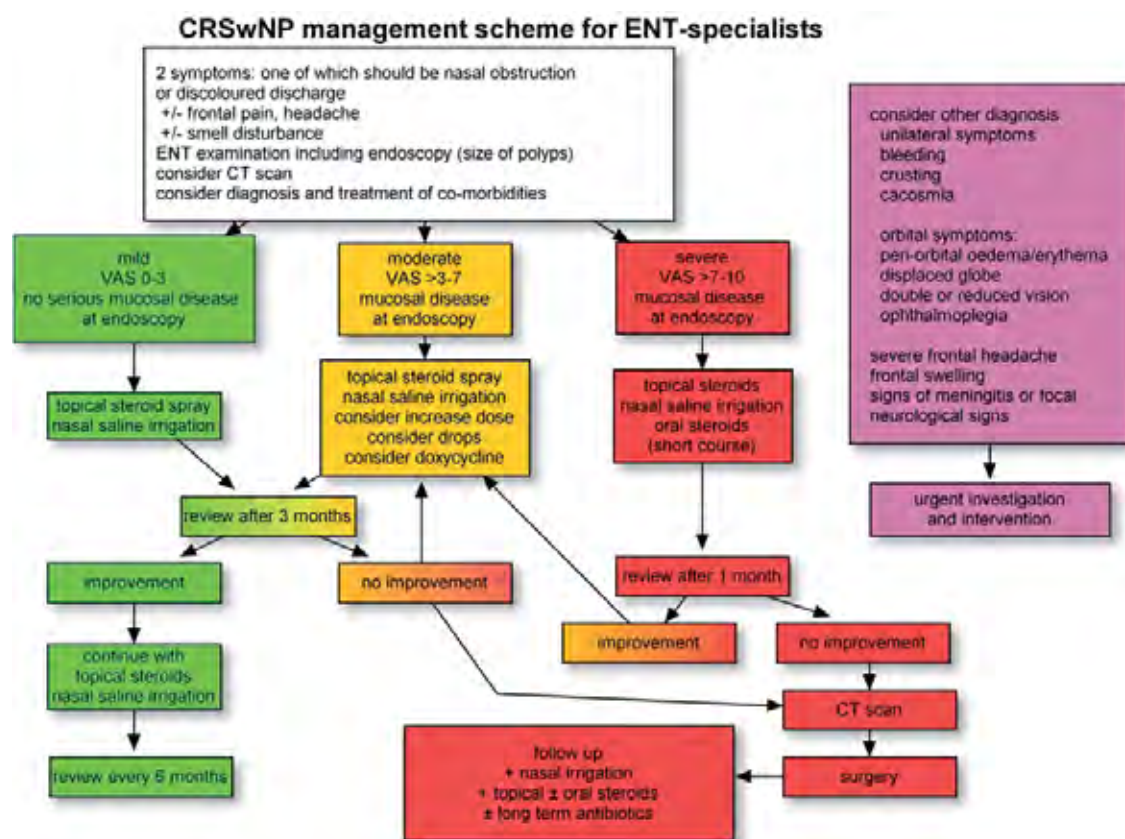 CRSwNP management scheme for ENT-specialists
2 symptoms: one of which should be nasal obstruction
or discoloured discharge
+/- frontal pain, headache
+/- smell disturbance
ENT examination including endoscopy (size of polyps)
consider CT scan
consider diagnosis and treatment of co-morbidities
consider other diagnosis
unilateral symptoms
bleeding
crusting
cacosmia
orbital symptoms:
peri-orbital oedema/erythema
displaced globe
double or reduced vision
ophthalmoplegia
severe frontal headache
frontal swelling
signs of meningitis or focal
neurological signs
urgent investigation
and intervention
mild
VAS 0-3
no serious mucosal disease
at endoscopy
moderate
VAS >3-7
mucosal disease
at endoscopy
severe
VAS >7-10
mucosal disease
at endoscopy
topical steroid spray
nasal saline irrigation
topical steroid spray
nasal saline irrigation
consider increase dose
consider drops
consider doxycycline
topical steroids
nasal saline irrigation
oral steroids
(short course)
review after 3 months
review after 1 month
improvement
no improvement
improvement
no improvement
continue with
topical steroids
nasal saline irrigation
CT scan
review every 6 months
surgery
follow up
+ nasal irrigation
+ topical ± oral steroids
± long term antibiotics